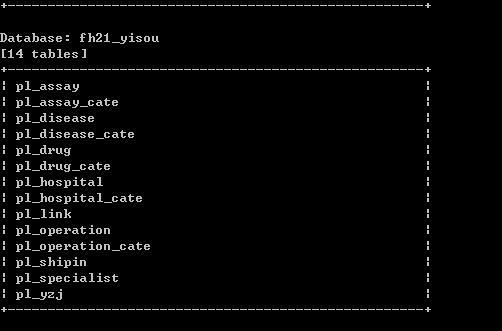 Database: fh21_yisou
[14 tables]
pl_assay
pl_assay_cate
pl_disease
pl_disease_cate
pl_drug
pl_drug_cate
pl_hospital
pl_hospital_cate
pl_link
pl_operation
pl_operation_cate
pl_shipin
pl_specialist
pl_yzj